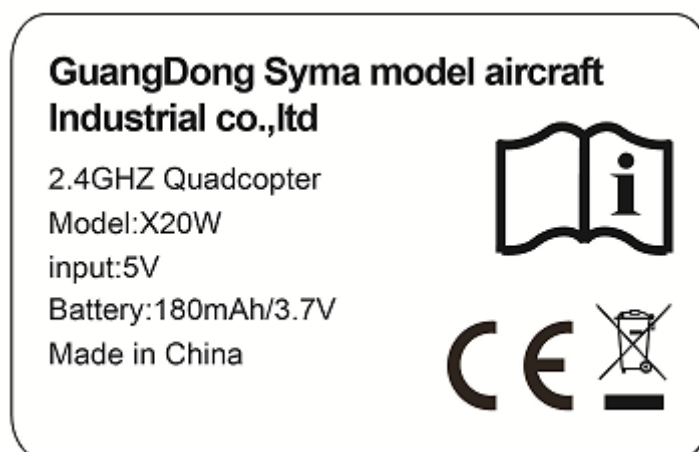 GuangDong Syma model aircraft
Industrial co.,ltd
2.4GHZ Quadcopter
Model:X20W
input:5V
Battery:180mAh/3.7V
Made in China
i
CE